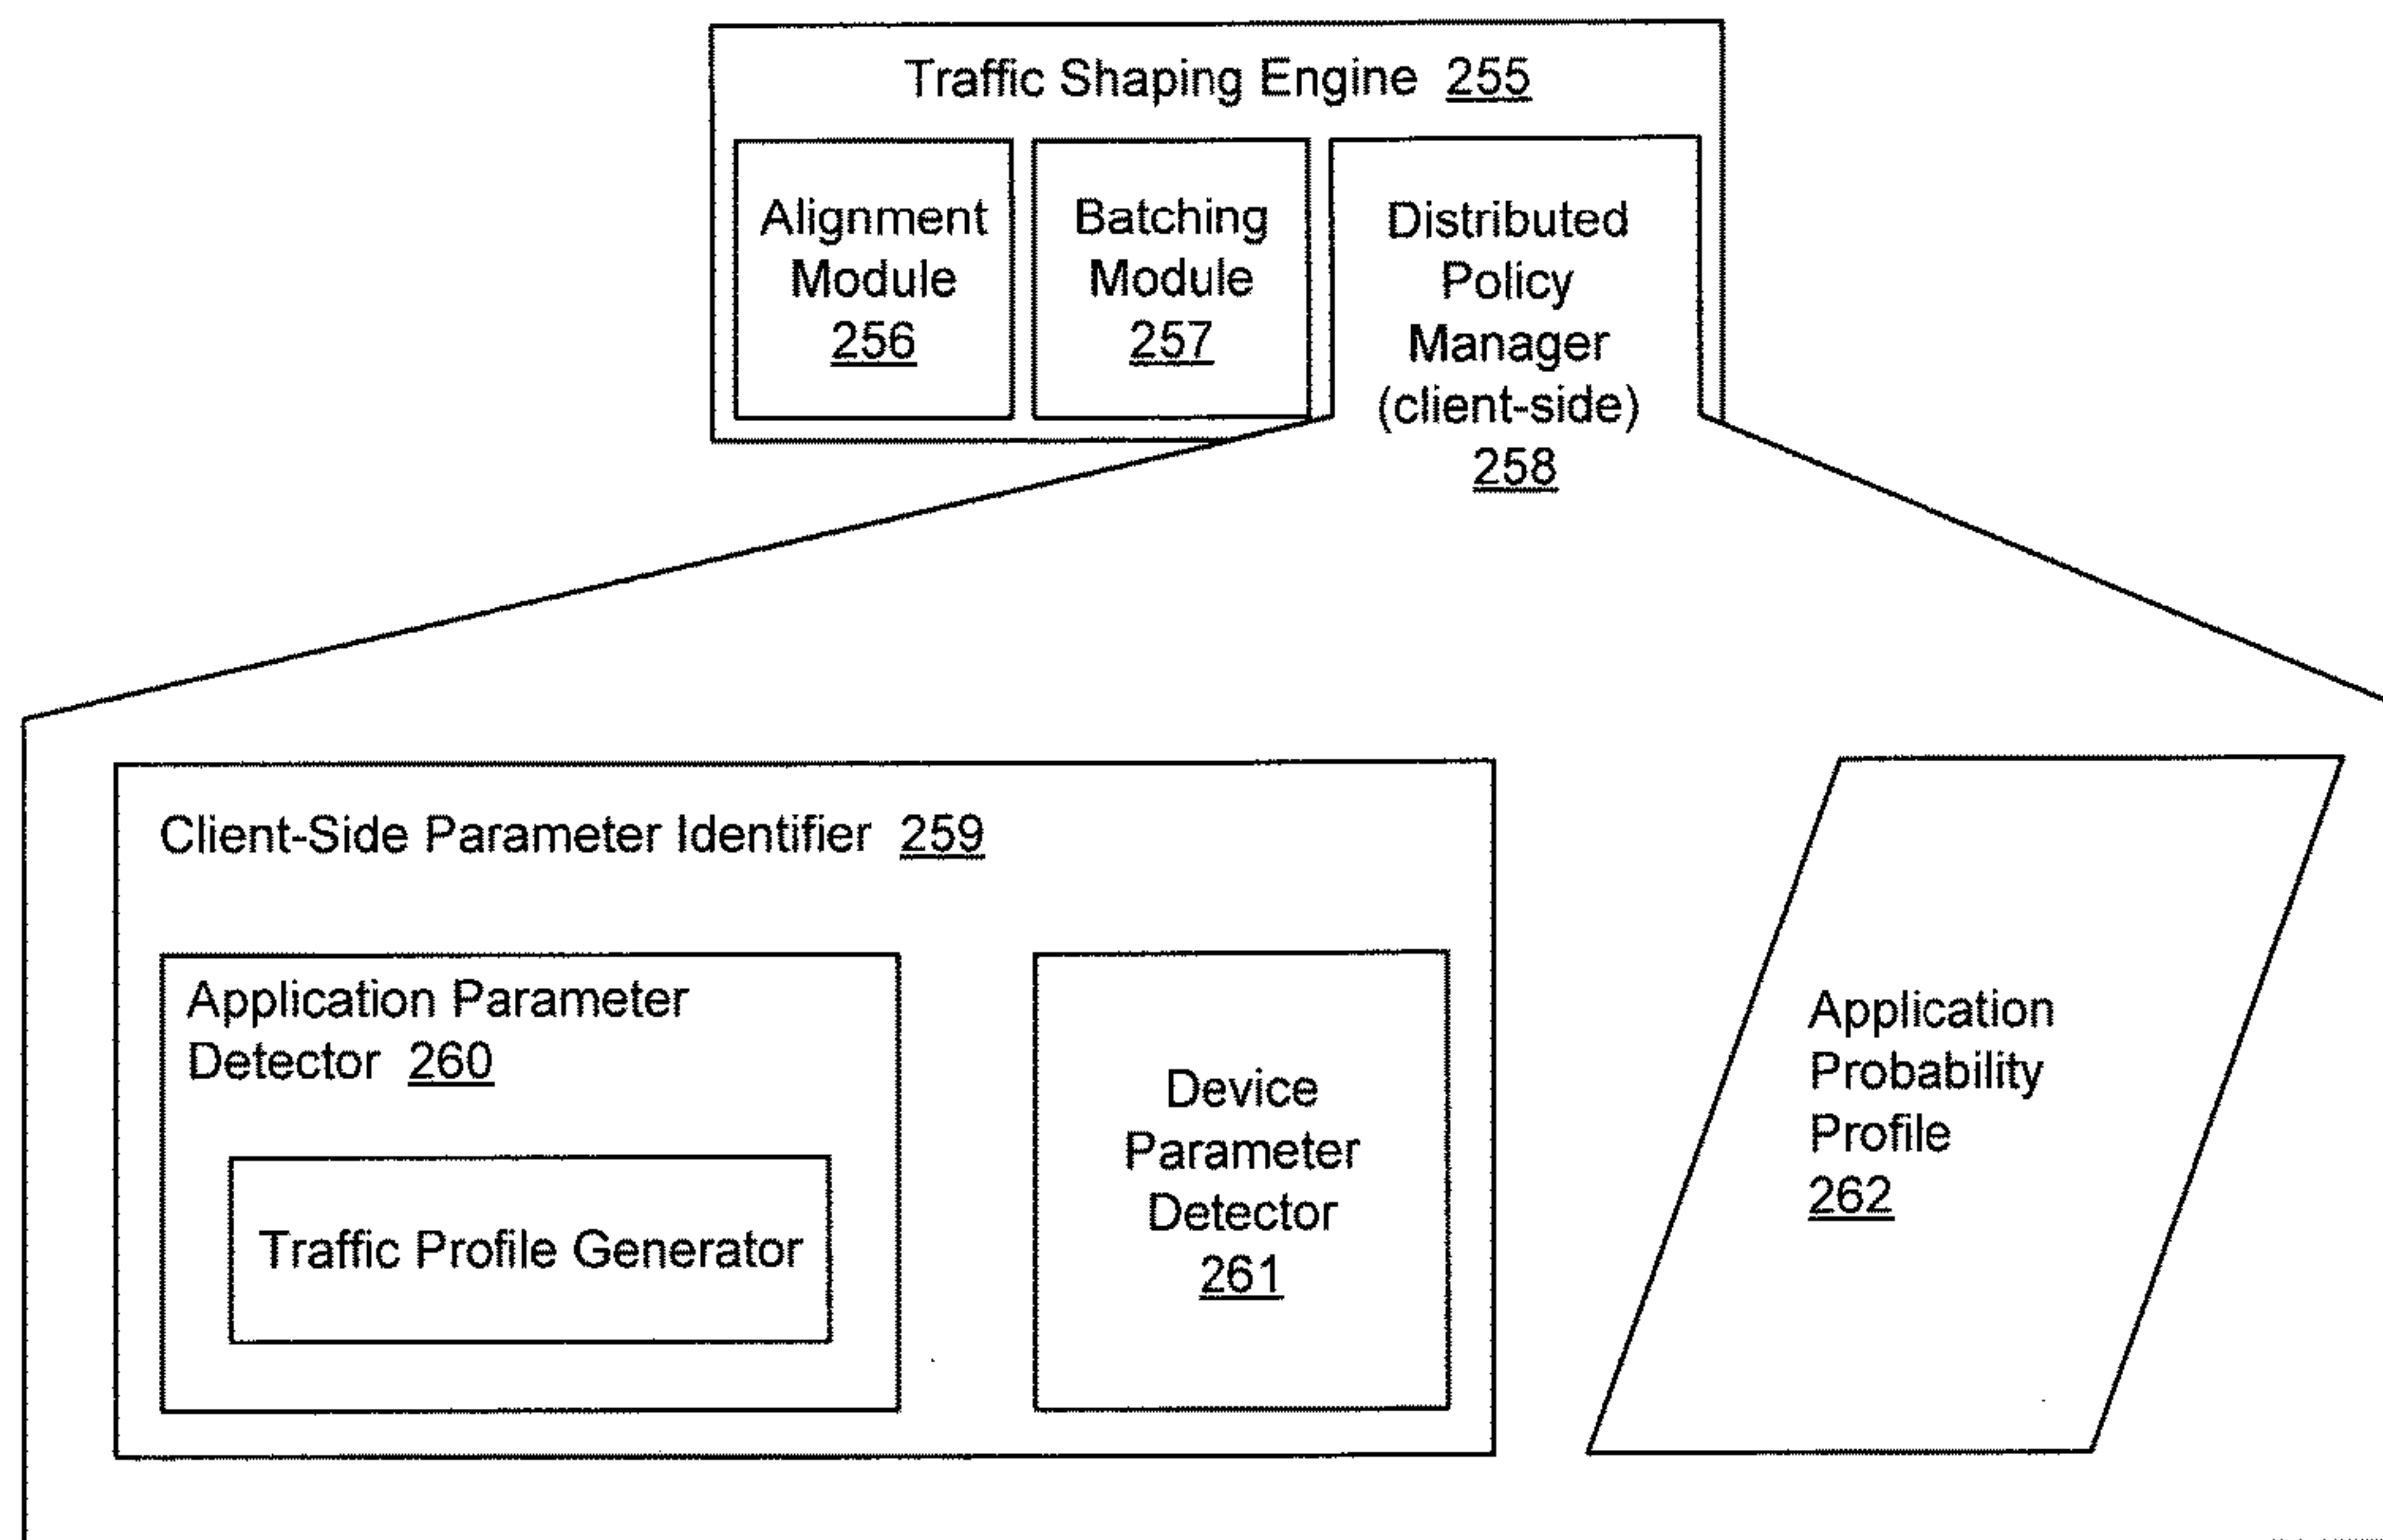 Traffic Shaping Engine 255
Alignment
Module
256
Batching
Module
257
Distributed
Policy
Manager
(client-side)
258
Client-Side Parameter Identifier 259
Application Parameter
Detector 260
Traffic Profile Generator
Device
Parameter
Detector
261
Application
Probability
Profile
262